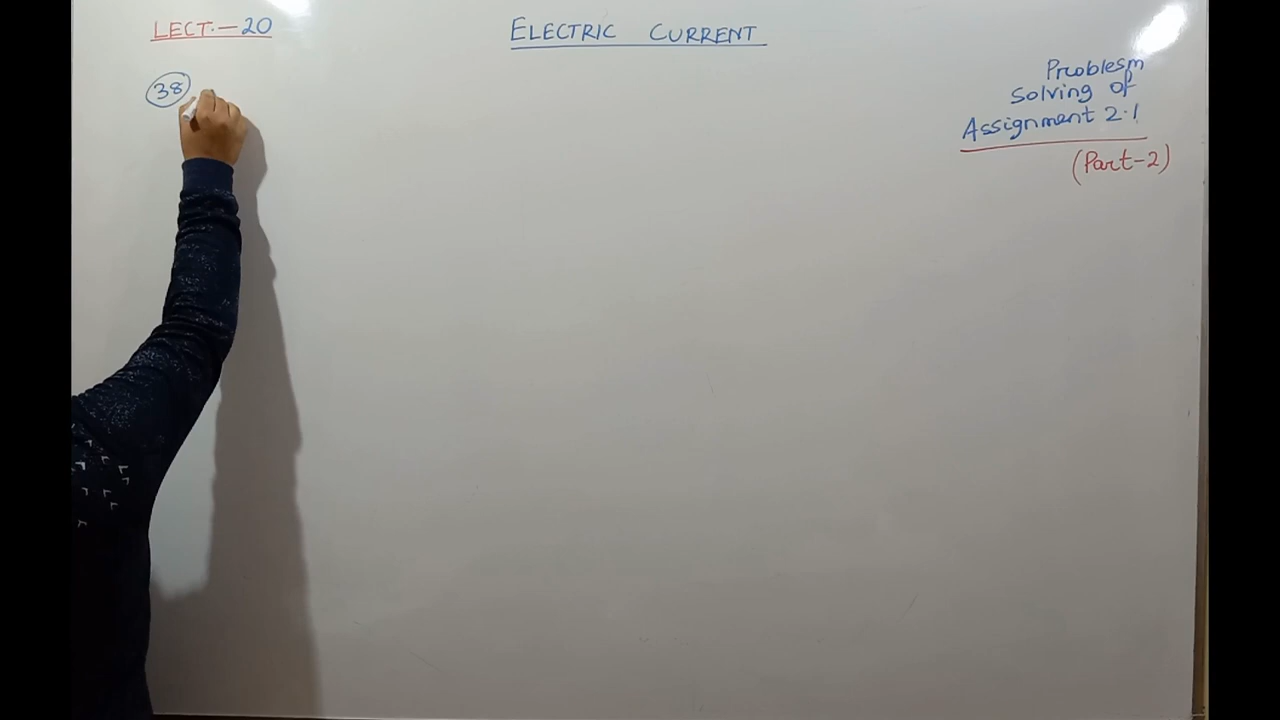 LECT.-20
ELECTRIC CURRENT
Problesm
Solving of
Assignment 2.1
(Part-2)
38